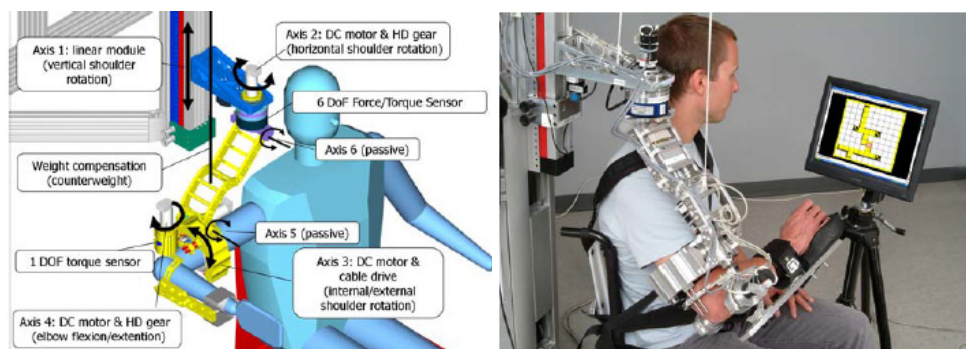 Axis 1: linear module
(vertical shoulder
rotation)
Axis 2: DC motor & HD gear
(horizontal shoulder rotation)
6 DoF Force/Torque Sensor
Axis 6 (passive)
Weight compensation
(counterweight)
Axis 5 (passive)
1 DOF torque sensor
Axis 3: DC motor &
cable drive
(internal/external
shoulder rotation)
Axis 4: DC motor & HD gear
(elbow flexion/extention)